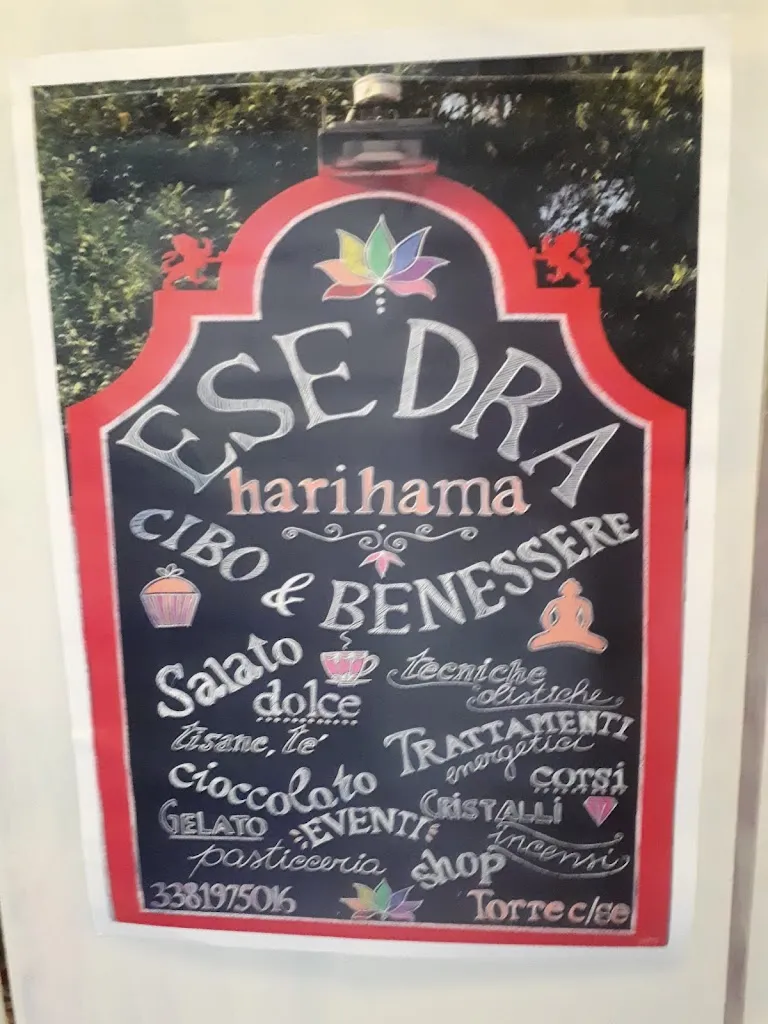 ESEDRA
harihama
CIBO & BENESSERE
Salato
dolce
tisane, tè
cioccolato
GELATO
EVENTI
pasticceria
tecniche
olistiche
TRATTAMENTI
energetici
corsi
CRISTALLI
incensi
shop
3381975016
Torre c/se